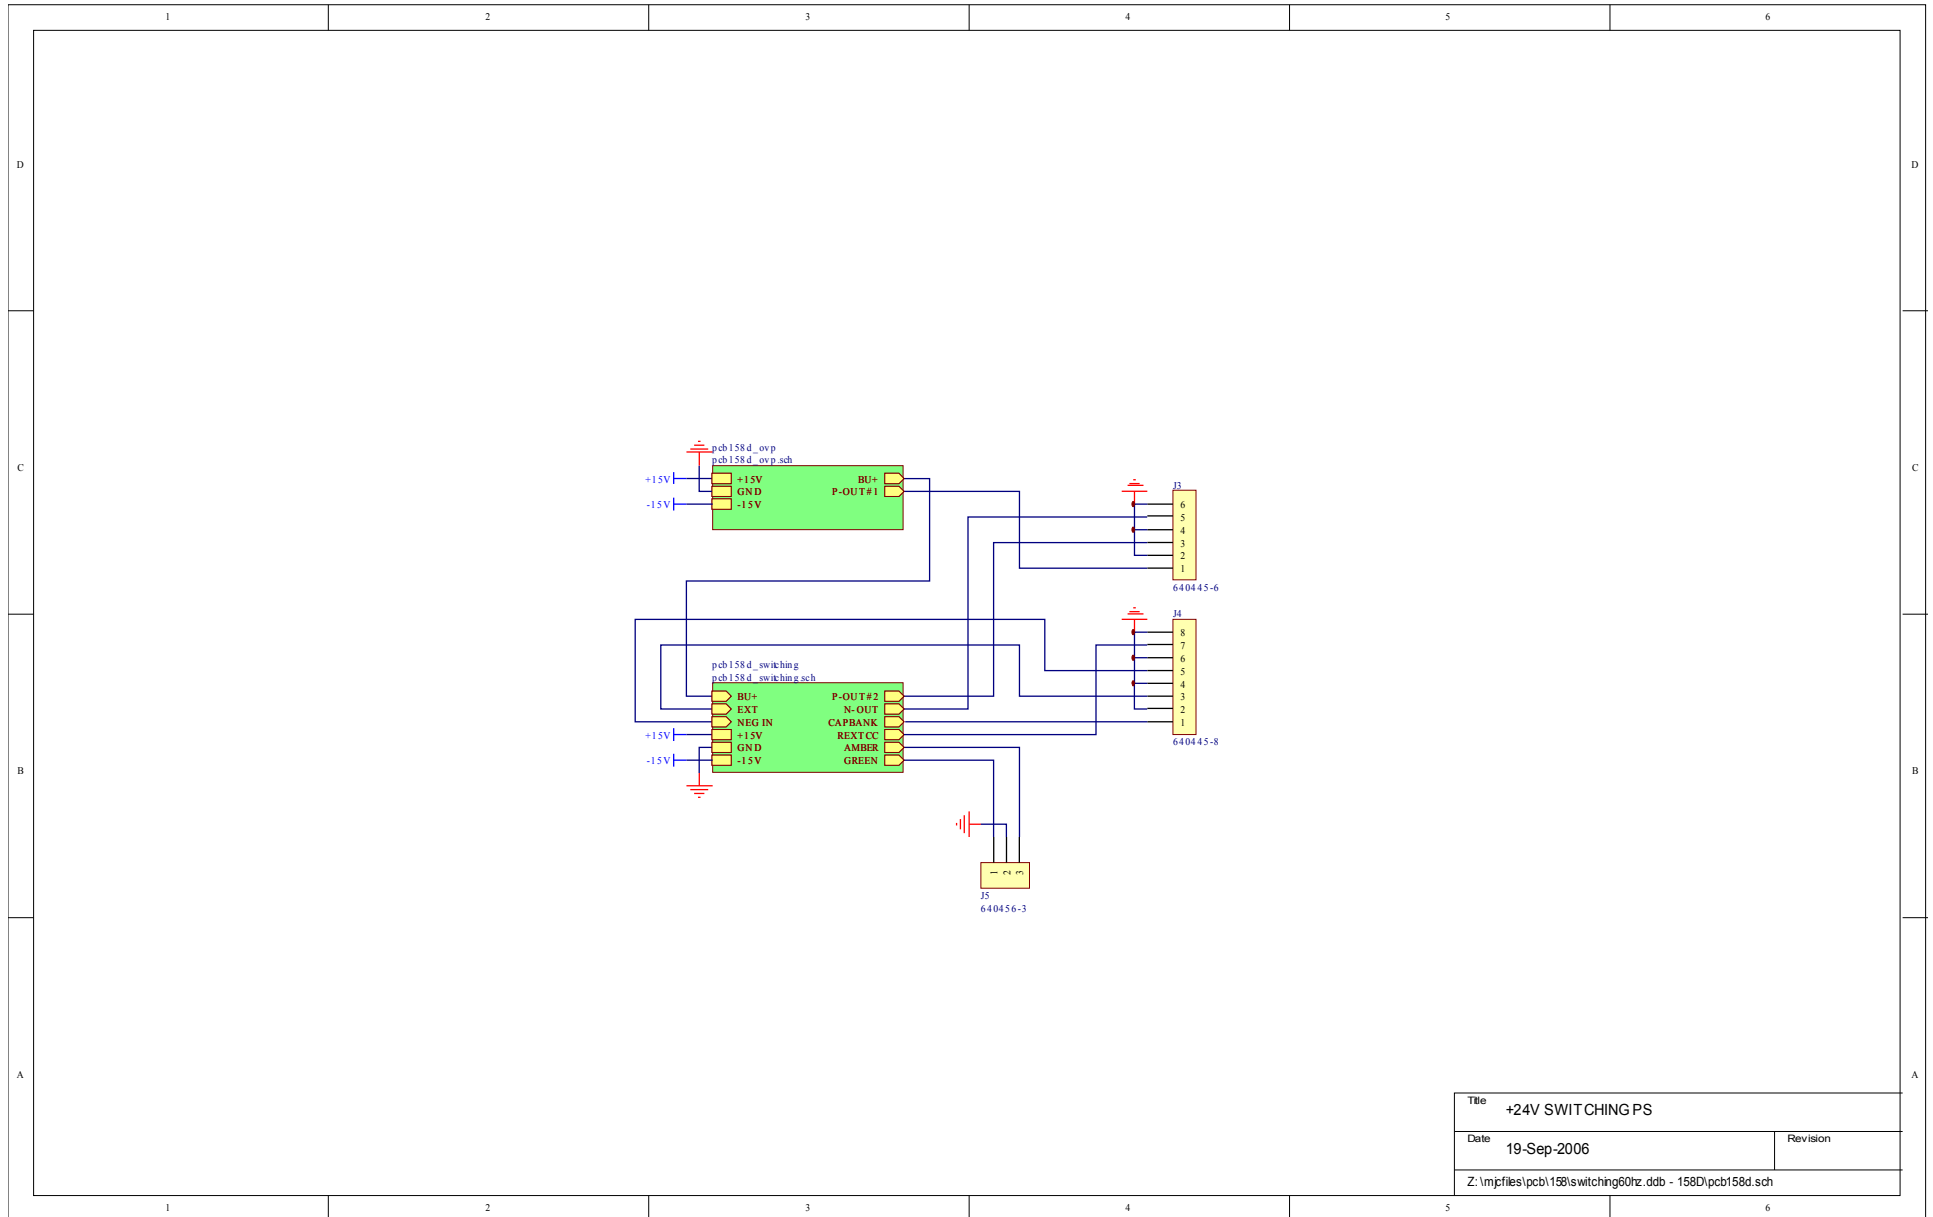 1 2 3 4 5 6
D D
pcb158d_ovp
pcb158d_ovp.sch
C C
+15V +15V BU+
GND P-OUT#1
-15V -15V
J3
6
5
4
3
2
1
640445-6
J4
8
7
6
5
4
3
2
1
640445-8
pcb158d_switching
pcb158d_switching.sch
BU+ P-OUT#2
EXT N-OUT
NEG IN CAPBANK
+15V +15V REXTCC
GND AMBER
-15V -15V GREEN
B B
1 2 3
J5
640456-3
A A
Title +24V SWITCHING PS
Date 19-Sep-2006 Revision
Z:\mjcfiles\pcb\158\switching60hz.ddb - 158D\pcb158d.sch
1 2 3 4 5 6